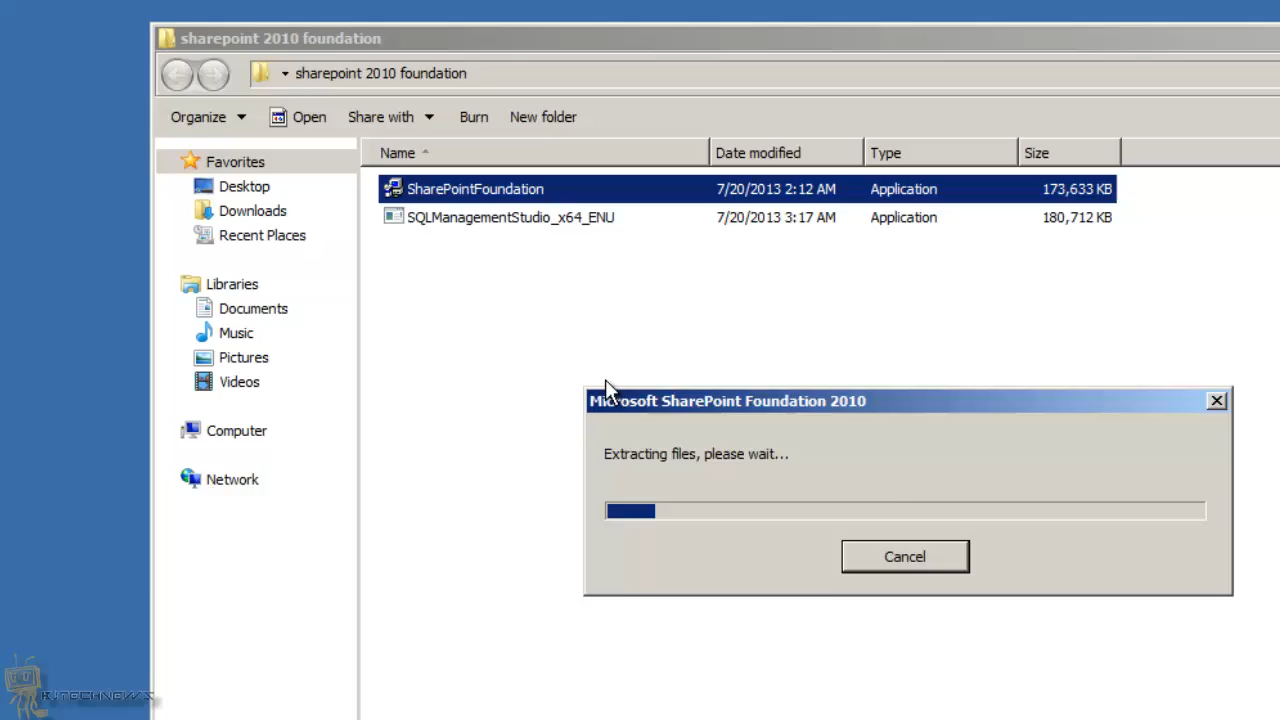 sharepoint 2010 foundation
sharepoint 2010 foundation
Organize Open Share with Burn New folder
Name Date modified Type Size
Favorites
Desktop
Downloads
Recent Places
Libraries
Documents
Music
Pictures
Videos
Computer
Network
SharePointFoundation 7/20/2013 2:12 AM Application 173,633 KB
SQLManagementStudio_x64_ENU 7/20/2013 3:17 AM Application 180,712 KB
Microsoft SharePoint Foundation 2010
Extracting files, please wait...
Cancel